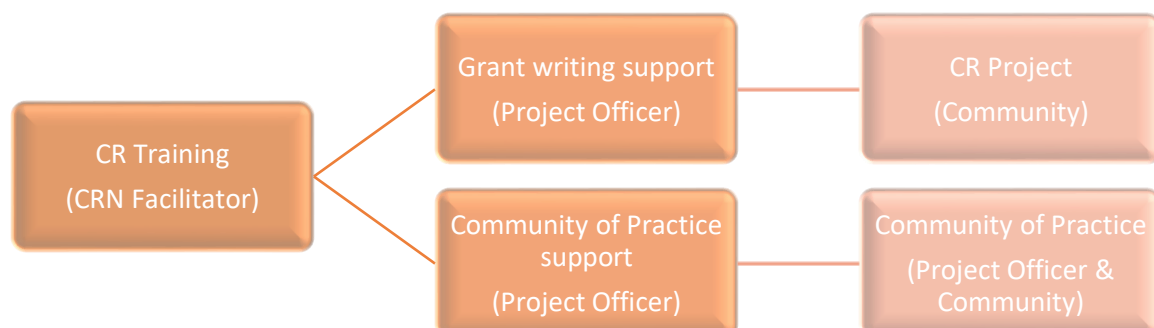 CR Training
(CRN Facilitator)
Grant writing support
(Project Officer)
CR Project
(Community)
Community of Practice
support
(Project Officer)
Community of Practice
(Project Officer &
Community)